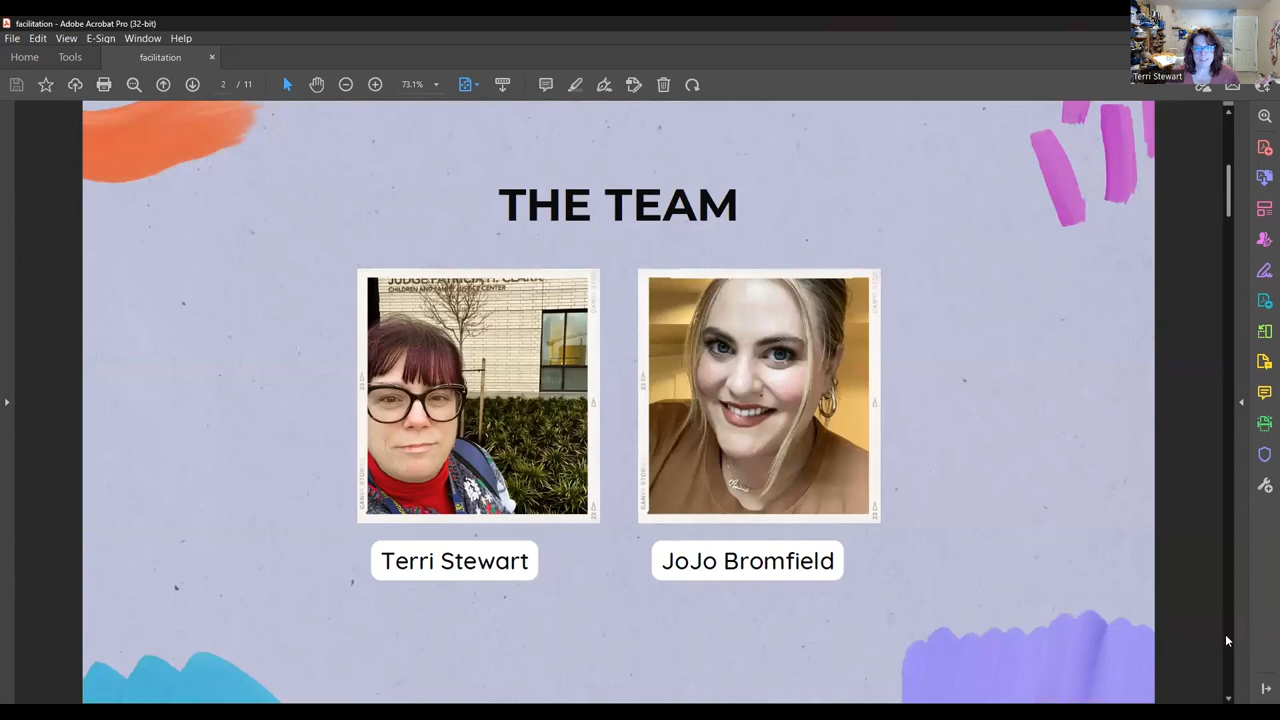 facilitation - Adobe Acrobat Pro (32-bit)
File Edit View E-Sign Window Help
Home Tools facilitation
2 / 11
73.1%
Terri Stewart
THE TEAM
JUDGE PATRICIA H. CLARK
CHILDREN AND FAMILY JUSTICE CENTER
Terri Stewart
JoJo Bromfield